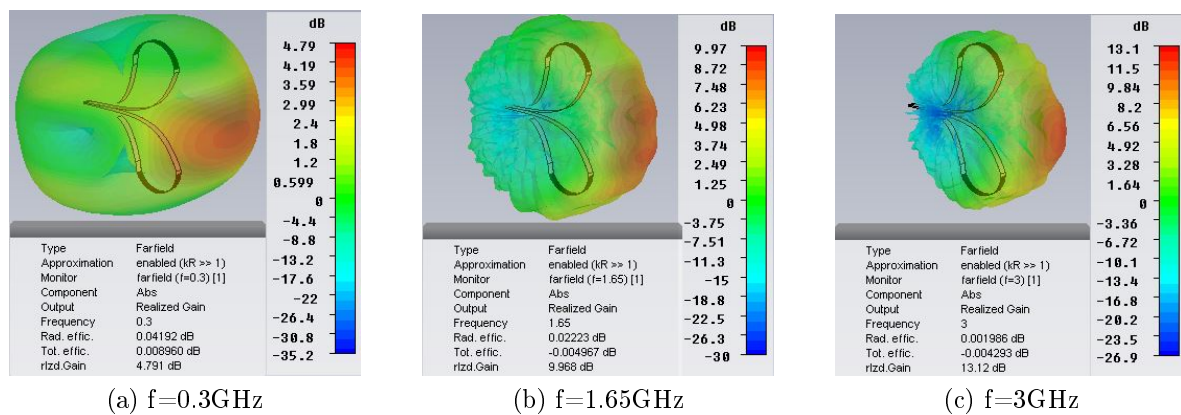 dB
4.79
4.19
3.59
2.99
2.4
1.8
1.2
0.599
0
-4.4
-8.8
-13.2
-17.6
-22
-26.4
-30.8
-35.2
Type Farfield
Approximation enabled (kR >> 1)
Monitor farfield (f=0.3) [1]
Component Abs
Output Realized Gain
Frequency 0.3
Rad. effic. 0.04192 dB
Tot. effic. 0.008960 dB
rlzd.Gain 4.791 dB
(a) f=0.3GHz
dB
9.97
8.72
7.48
6.23
4.98
3.74
2.49
1.25
0
-3.75
-7.51
-11.3
-15
-18.8
-22.5
-26.3
-30
Type Farfield
Approximation enabled (kR >> 1)
Monitor farfield (f=1.65) [1]
Component Abs
Output Realized Gain
Frequency 1.65
Rad. effic. 0.02223 dB
Tot. effic. -0.004967 dB
rlzd.Gain 9.968 dB
(b) f=1.65GHz
dB
13.1
11.5
9.84
8.2
6.56
4.92
3.28
1.64
0
-3.36
-6.72
-10.1
-13.4
-16.8
-20.2
-23.5
-26.9
Type Farfield
Approximation enabled (kR >> 1)
Monitor farfield (f=3) [1]
Component Abs
Output Realized Gain
Frequency 3
Rad. effic. 0.001986 dB
Tot. effic. -0.004293 dB
rlzd.Gain 13.12 dB
(c) f=3GHz